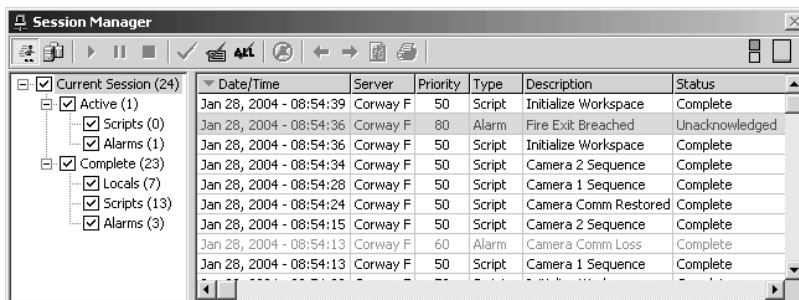 Session Manager
ALL
Current Session (24)
Active (1)
Scripts (0)
Alarms (1)
Complete (23)
Locals (7)
Scripts (13)
Alarms (3)
Date/Time Server Priority Type Description Status
Jan 28, 2004 - 08:54:39 Corway F 50 Script Initialize Workspace Complete
Jan 28, 2004 - 08:54:36 Corway F 80 Alarm Fire Exit Breached Unacknowledged
Jan 28, 2004 - 08:54:36 Corway F 50 Script Initialize Workspace Complete
Jan 28, 2004 - 08:54:34 Corway F 50 Script Camera 2 Sequence Complete
Jan 28, 2004 - 08:54:28 Corway F 50 Script Camera 1 Sequence Complete
Jan 28, 2004 - 08:54:24 Corway F 50 Script Camera Comm Restored Complete
Jan 28, 2004 - 08:54:15 Corway F 50 Script Camera 2 Sequence Complete
Jan 28, 2004 - 08:54:13 Corway F 60 Alarm Camera Comm Loss Complete
Jan 28, 2004 - 08:54:13 Corway F 50 Script Camera 1 Sequence Complete